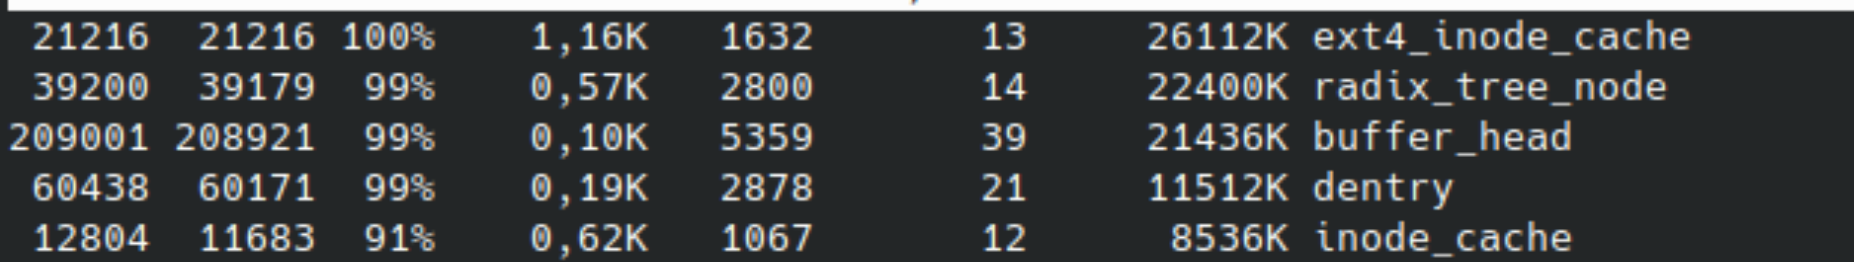 21216 21216 100% 1,16K 1632 13 26112K ext4_inode_cache
39200 39179 99% 0,57K 2800 14 22400K radix_tree_node
209001 208921 99% 0,10K 5359 39 21436K buffer_head
60438 60171 99% 0,19K 2878 21 11512K dentry
12804 11683 91% 0,62K 1067 12 8536K inode_cache